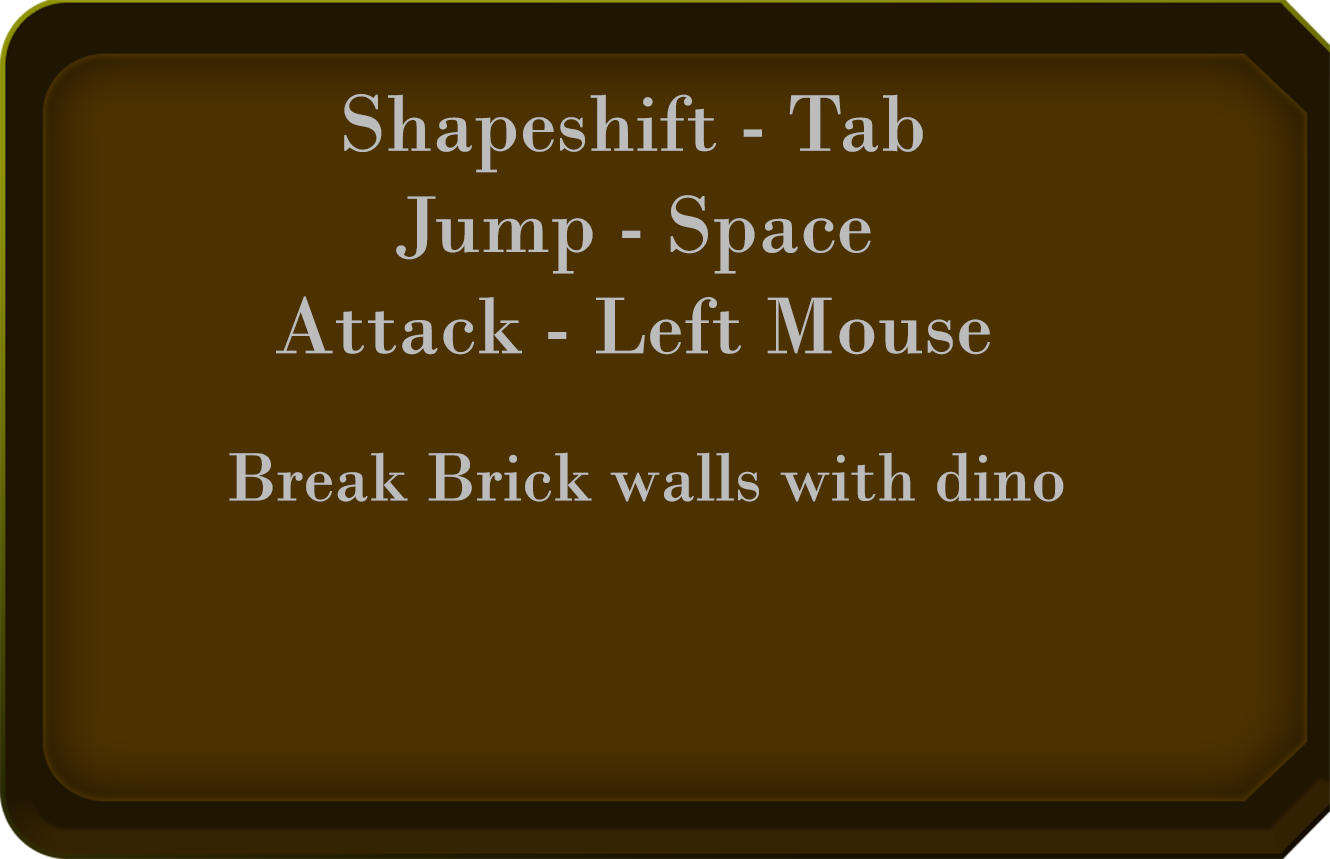 Shapeshift - Tab
Jump - Space
Attack - Left Mouse
Break Brick walls with dino